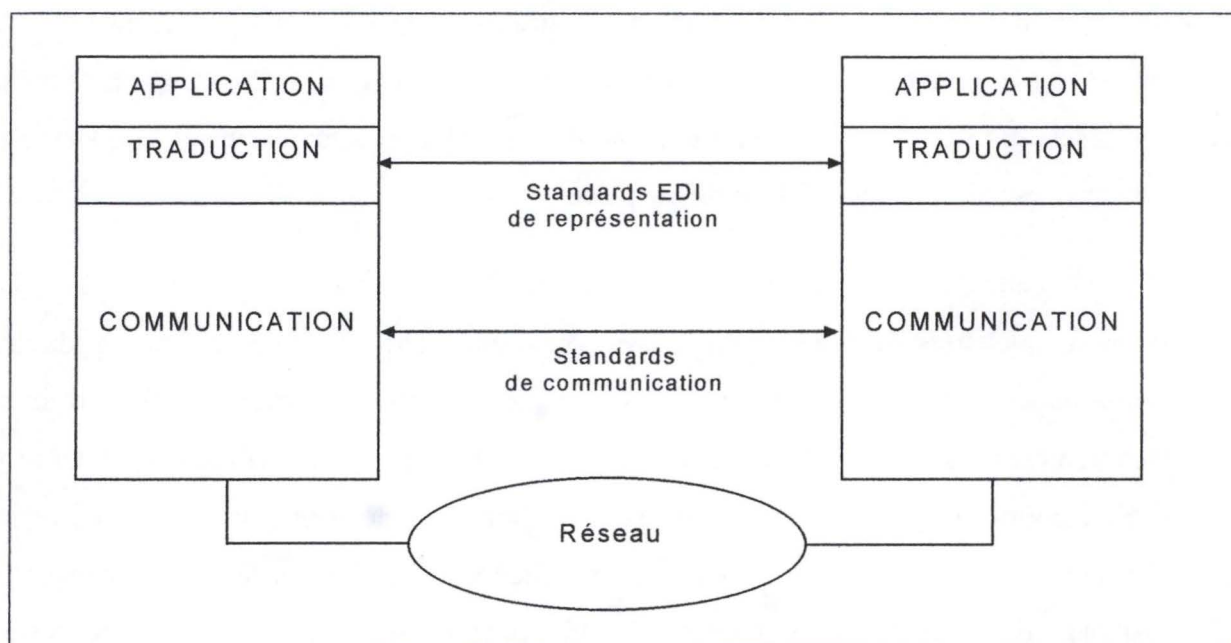 APPLICATION
TRADUCTION
COMMUNICATION
Standards EDI
de représentation
Standards
de communication
APPLICATION
TRADUCTION
COMMUNICATION
Réseau